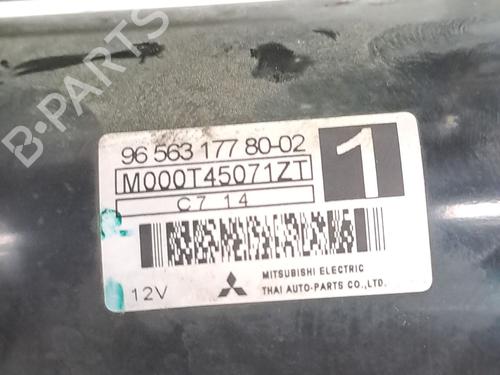 B-PARTS
96 563 177 80-02
M000T45071ZT
1
C7 14
12V
MITSUBISHI ELECTRIC
THAI AUTO-PARTS CO.,LTD.